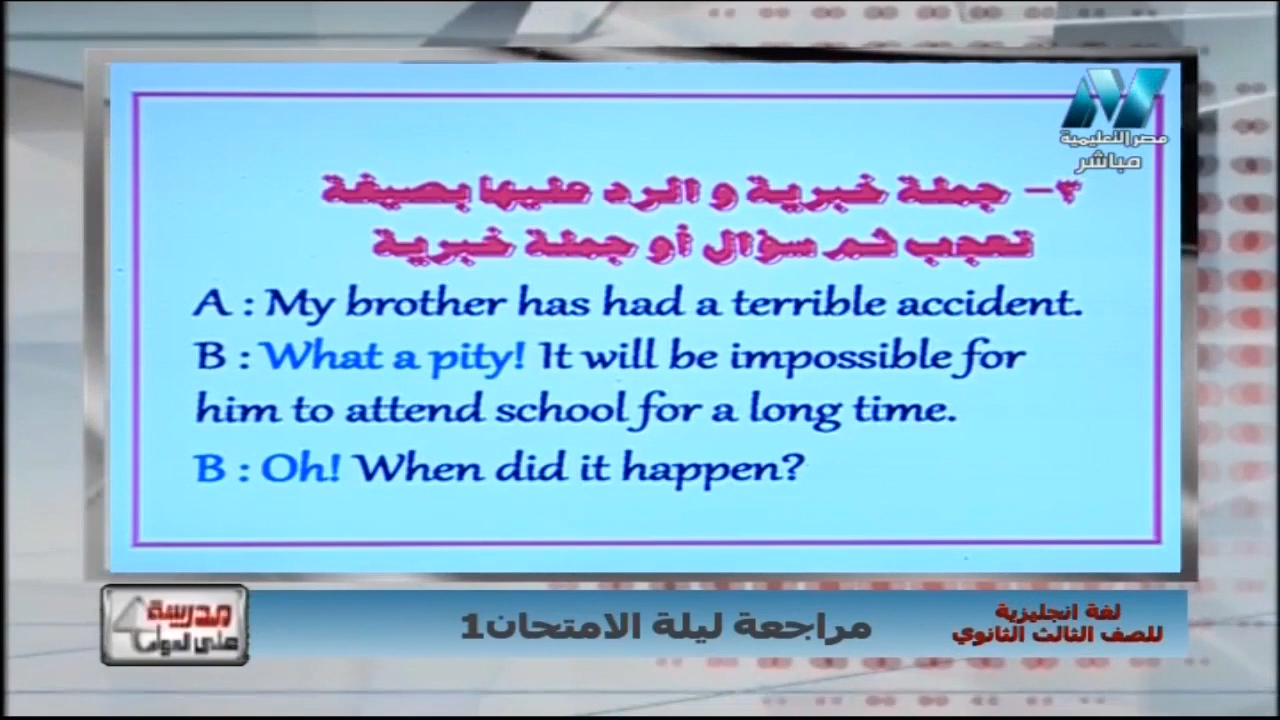 مصر التعليمية
مباشر
٣- جملة خبرية و الرد عليها بصيغة
تعجب ثم سؤال أو جملة خبرية
A : My brother has had a terrible accident.
B : What a pity! It will be impossible for
him to attend school for a long time.
B : Oh! When did it happen?
مدرسة
على الهواء
مراجعة ليلة الامتحان1
لغة انجليزية
للصف الثالث الثانوي